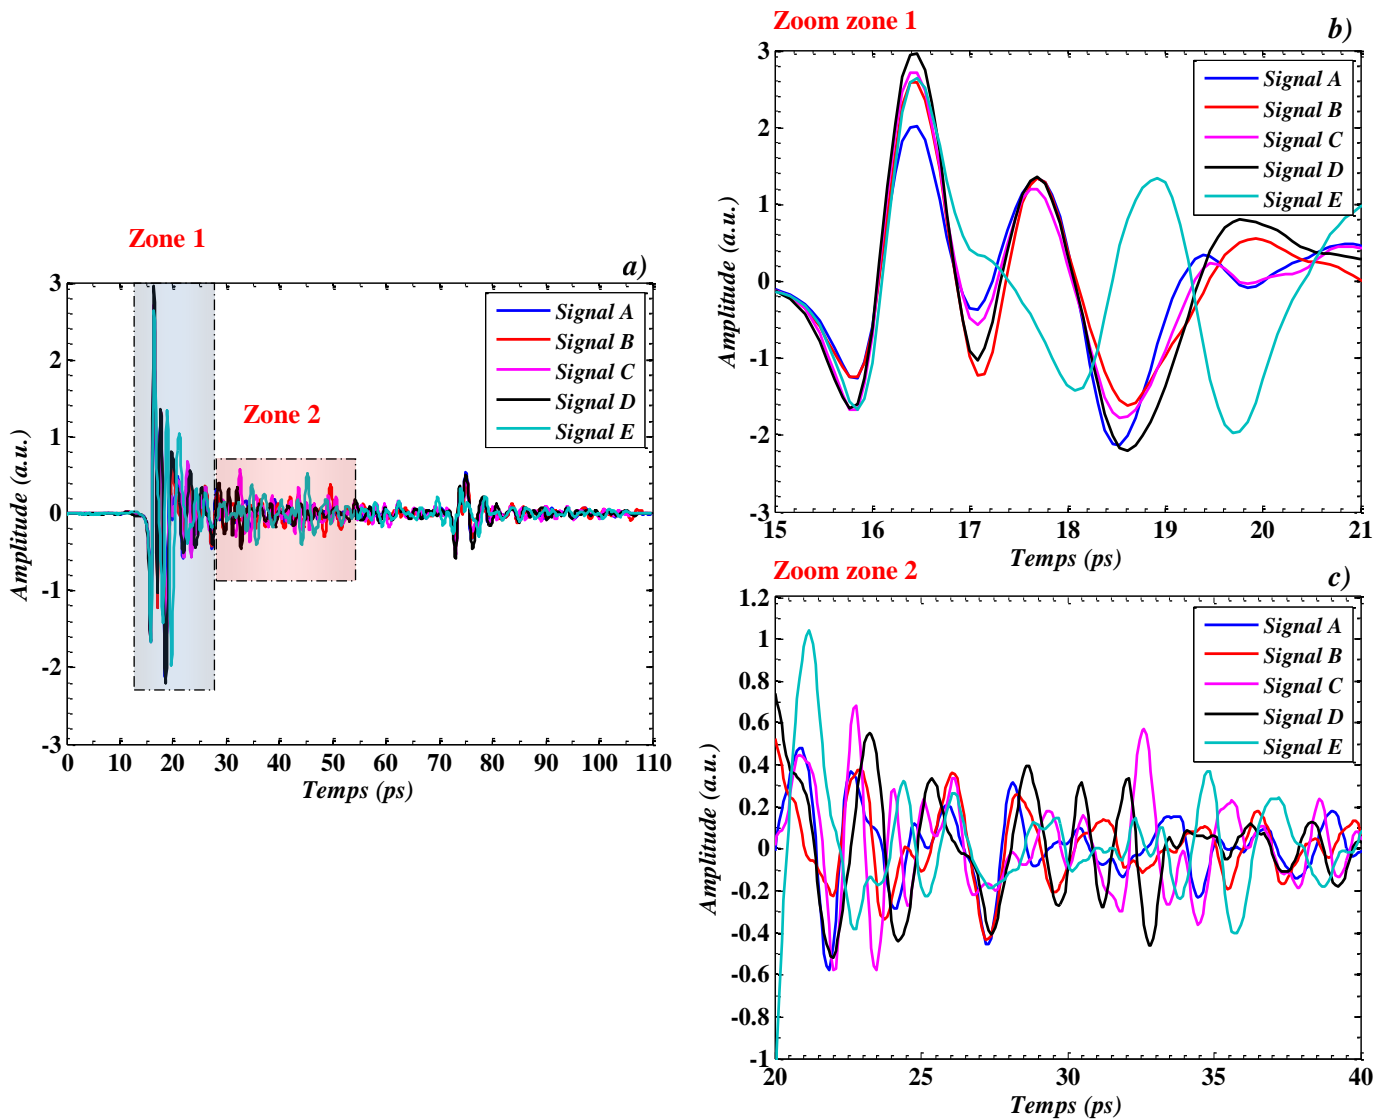 Zone 1
a)
Signal A
Signal B
Signal C
Signal D
Signal E
Zone 2
3
2
1
0
-1
-2
-3
Amplitude (a.u.)
0 10 20 30 40 50 60 70 80 90 100 110
Temps (ps)
Zoom zone 1
b)
Signal A
Signal B
Signal C
Signal D
Signal E
3
2
1
0
-1
-2
-3
Amplitude (a.u.)
15 16 17 18 19 20 21
Temps (ps)
Zoom zone 2
c)
Signal A
Signal B
Signal C
Signal D
Signal E
1.2
1
0.8
0.6
0.4
0.2
0
-0.2
-0.4
-0.6
-0.8
-1
Amplitude (a.u.)
20 25 30 35 40
Temps (ps)